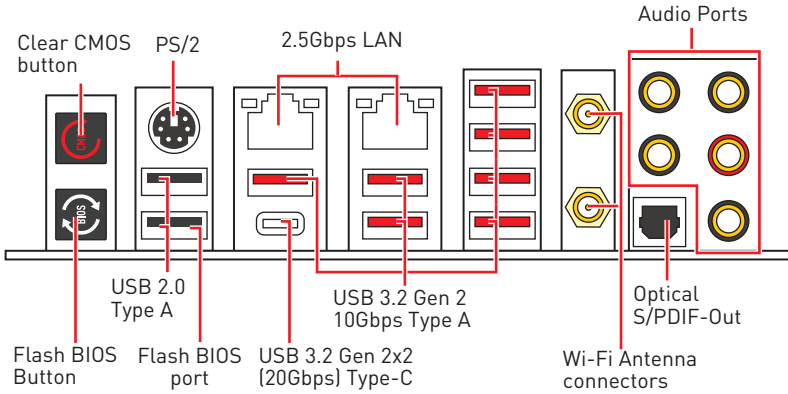 Audio Ports
Clear CMOS
button
PS/2
2.5Gbps LAN
CMOS
BIOS
USB 2.0
Type A
USB 3.2 Gen 2
10Gbps Type A
Optical
S/PDIF-Out
Flash BIOS
Button
Flash BIOS
port
USB 3.2 Gen 2x2
(20Gbps) Type-C
Wi-Fi Antenna
connectors